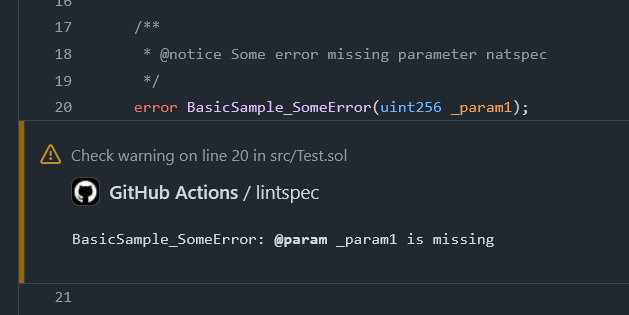 16
17 /**
18 * @notice Some error missing parameter natspec
19 */
20 error BasicSample_SomeError(uint256 _param1);
Check warning on line 20 in src/Test.sol
GitHub Actions / lintspec
BasicSample_SomeError: @param _param1 is missing
21